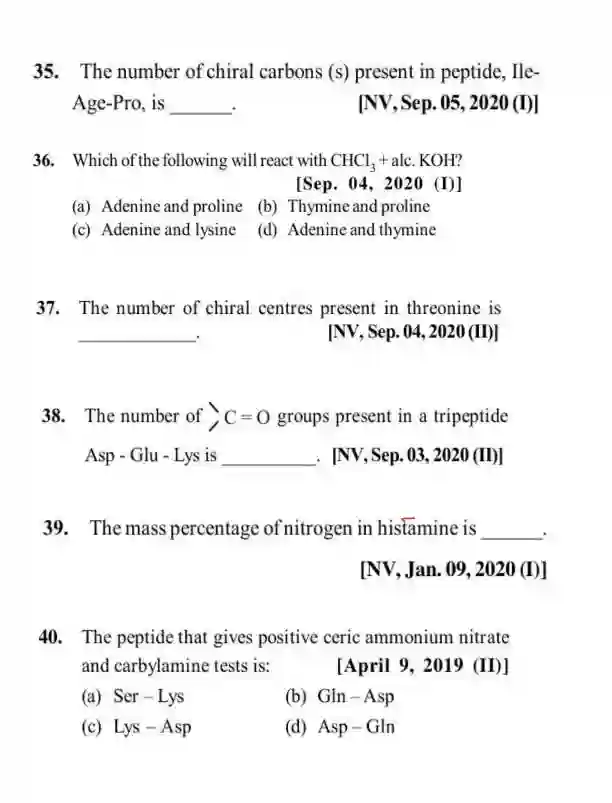 35. The number of chiral carbons (s) present in peptide, Ile-
Age-Pro, is ______. [NV, Sep. 05, 2020 (I)]
36. Which of the following will react with CHCl₃ + alc. KOH?
[Sep. 04, 2020 (I)]
(a) Adenine and proline (b) Thymine and proline
(c) Adenine and lysine (d) Adenine and thymine
37. The number of chiral centres present in threonine is
____________. [NV, Sep. 04, 2020 (II)]
38. The number of >C = O groups present in a tripeptide
Asp - Glu - Lys is __________. [NV, Sep. 03, 2020 (II)]
39. The mass percentage of nitrogen in histamine is ______.
[NV, Jan. 09, 2020 (I)]
40. The peptide that gives positive ceric ammonium nitrate
and carbylamine tests is: [April 9, 2019 (II)]
(a) Ser – Lys (b) Gln – Asp
(c) Lys – Asp (d) Asp – Gln